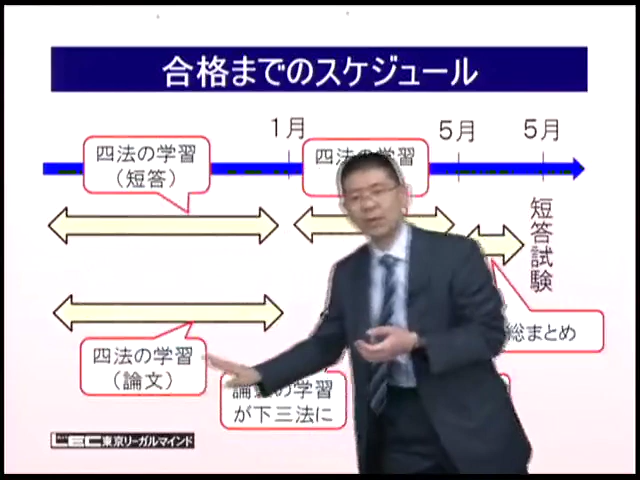 合格までのスケジュール
1月
5月
5月
四法の学習
(短答)
四法の学習
短答試験
総まとめ
四法の学習
(論文)
の学習
が下三法に
LEC東京リーガルマインド